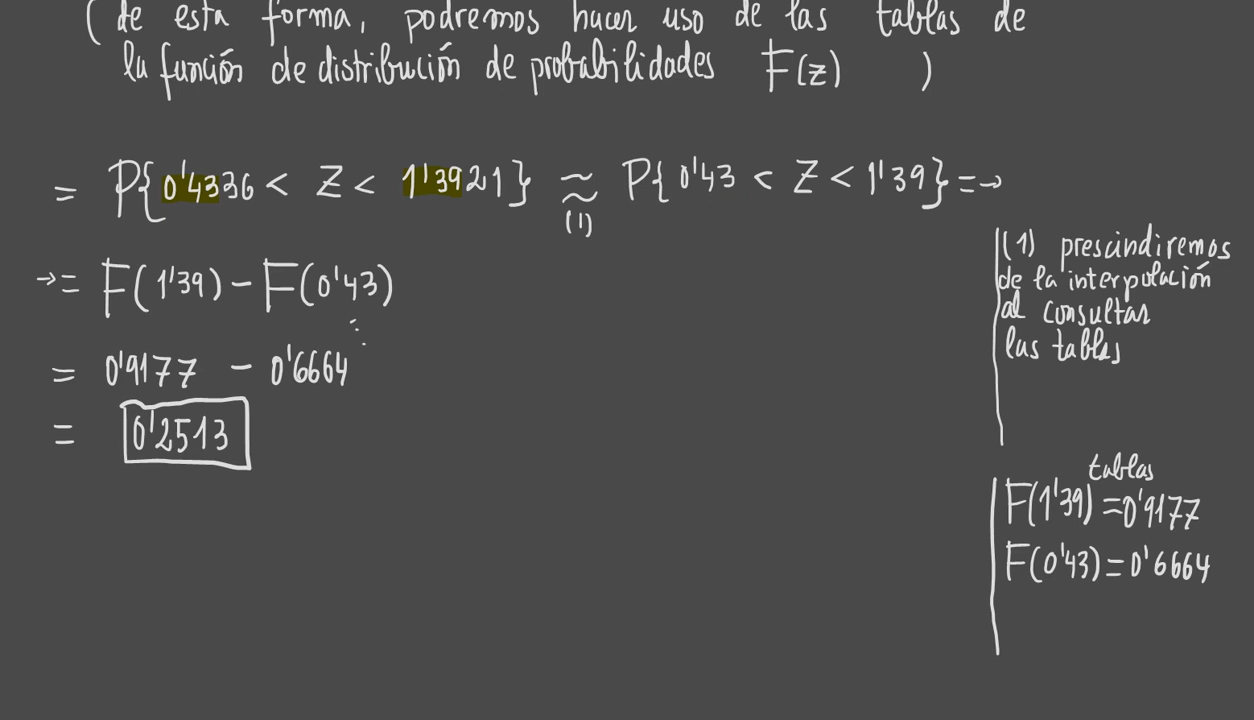 (de esta forma, podremos hacer uso de las tablas de
la función de distribución de probabilidades F(z) )
= P{0'4336 < Z < 1'3921} ≈ P{0'43 < Z < 1'39} =→
(1)
(1) prescindiremos
de la interpolación
al consultar
las tablas
→= F(1'39) - F(0'43)
= 0'9177 - 0'6664
= 0'2513
tablas
F(1'39) = 0'9177
F(0'43) = 0'6664